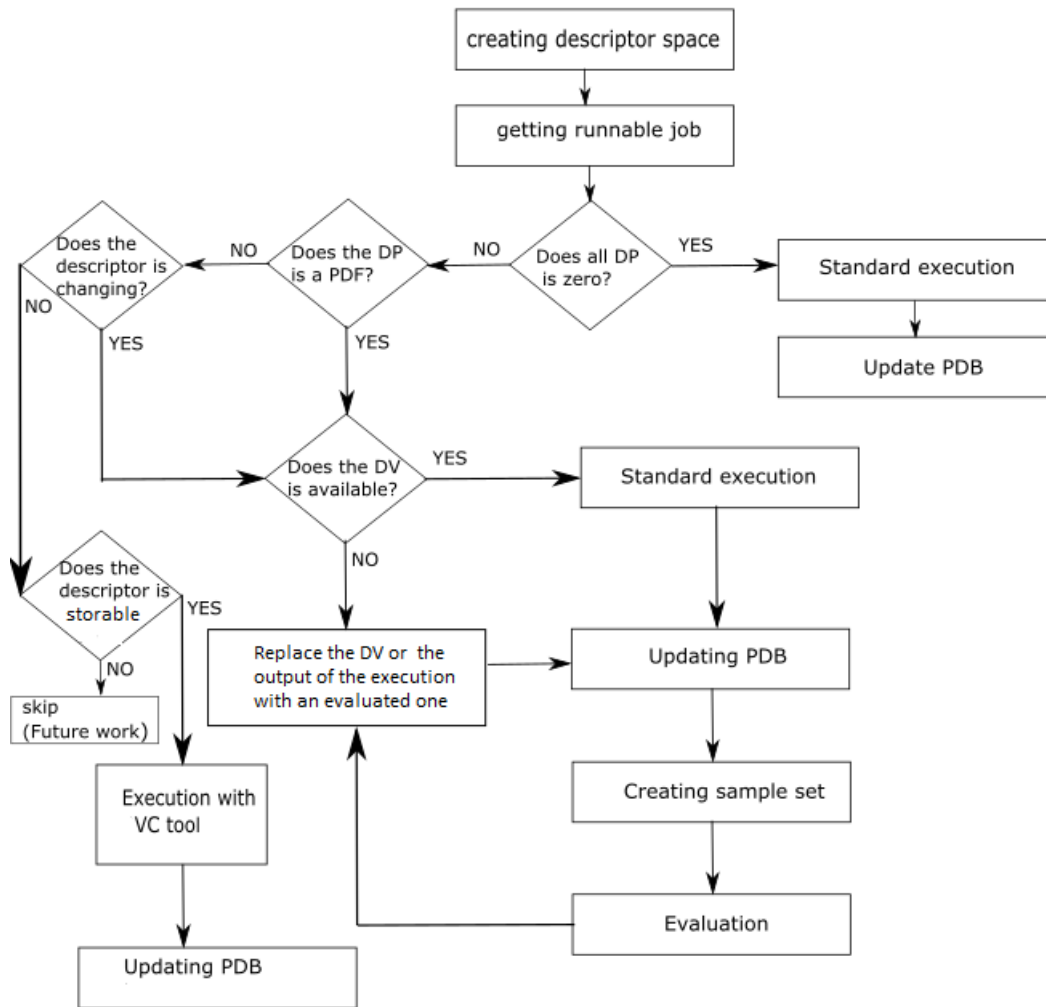 creating descriptor space
getting runnable job
Does all DP
is zero?
YES
NO
Standard execution
Update PDB
Does the DP
is a PDF?
NO
YES
Does the
descriptor is
changing?
NO
YES
Does the DV
is available?
YES
NO
Standard execution
Does the
descriptor is
storable
YES
NO
skip
(Future work)
Replace the DV or the
output of the execution
with an evaluated one
Updating PDB
Creating sample set
Evaluation
Execution with
VC tool
Updating PDB